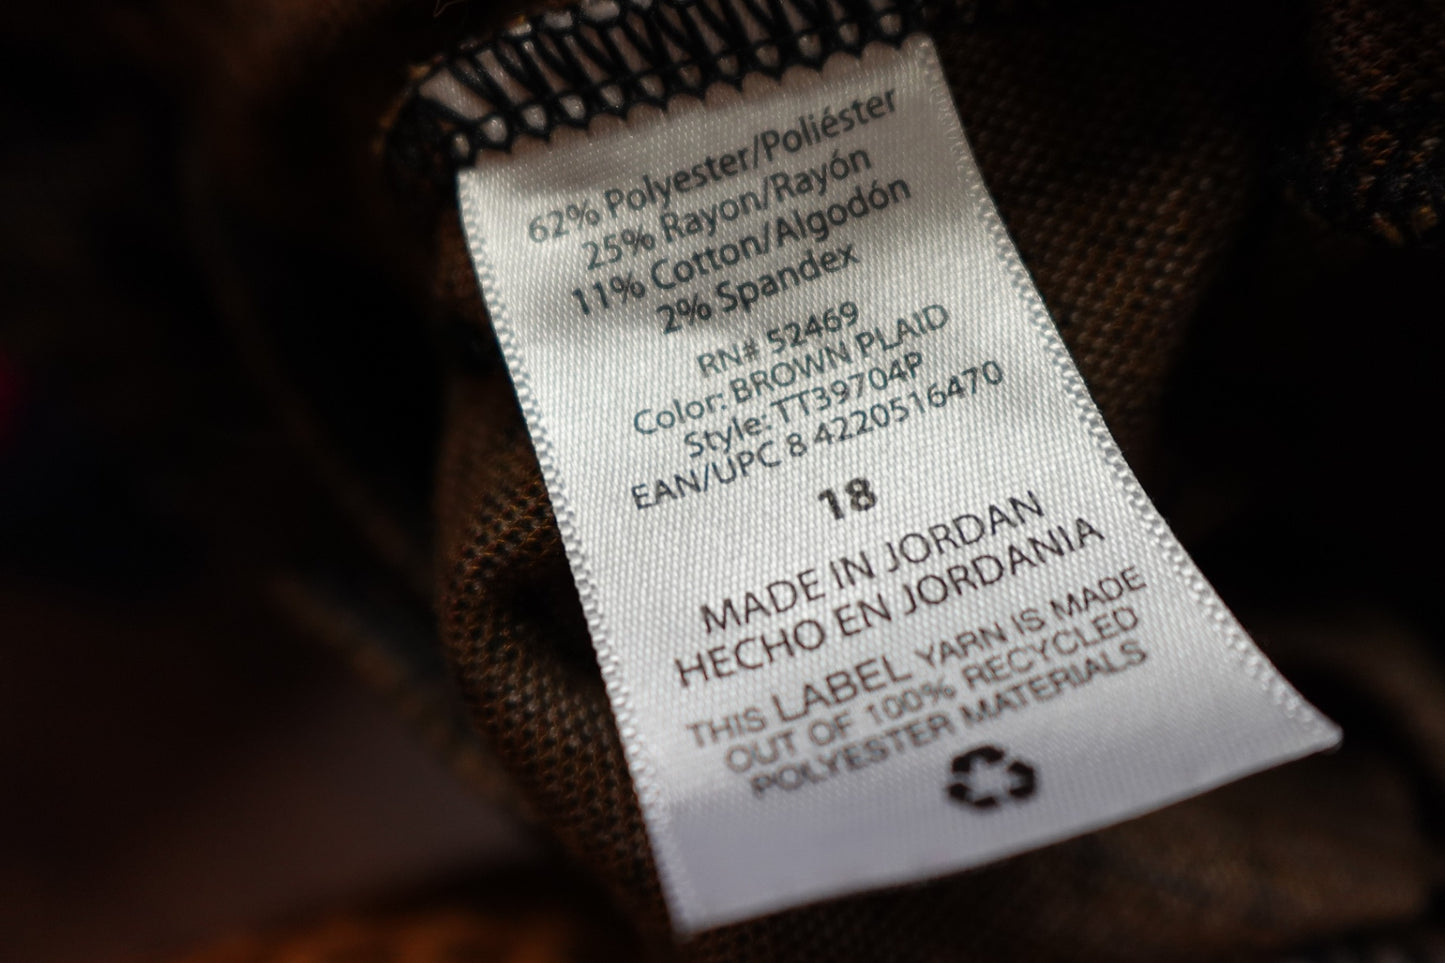 62% Polyester/Poliéster
25% Rayon/Rayón
11% Cotton/Algodón
2% Spandex
RN# 52469
Color: BROWN PLAID
Style: TT39704P
EAN/UPC 8 4220516470
18
MADE IN JORDAN
HECHO EN JORDANIA
THIS LABEL YARN IS MADE
OUT OF 100% RECYCLED
POLYESTER MATERIALS